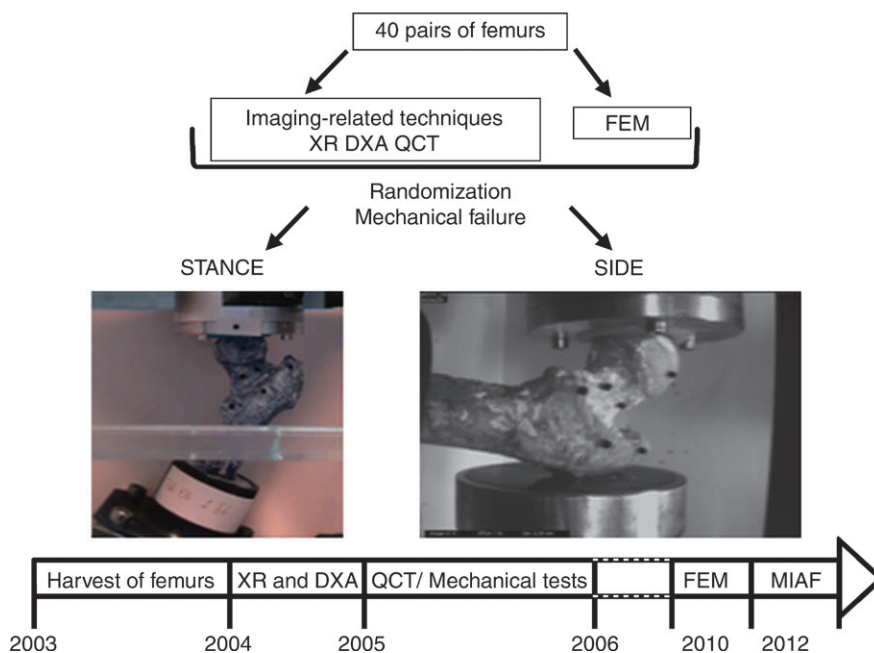 40 pairs of femurs
Imaging-related techniques
XR DXA QCT
FEM
Randomization
Mechanical failure
STANCE
SIDE
Harvest of femurs
XR and DXA
QCT/ Mechanical tests
FEM
MIAF
2003
2004
2005
2006
2010
2012